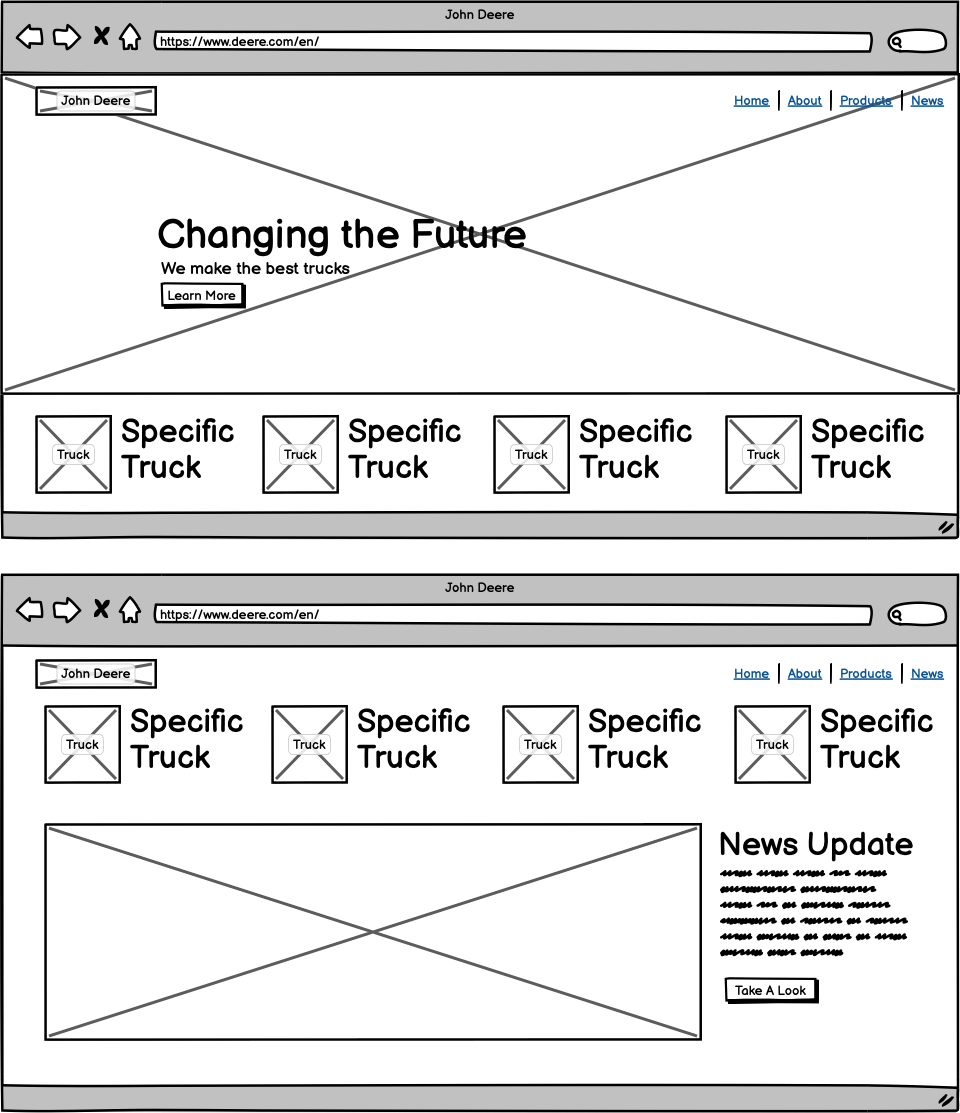 John Deere
https://www.deere.com/en/
John Deere
Home About Products News
Changing the Future
We make the best trucks
Learn More
Truck Specific Truck
Truck Specific Truck
Truck Specific Truck
Truck Specific Truck
John Deere
https://www.deere.com/en/
John Deere
Home About Products News
Truck Specific Truck
Truck Specific Truck
Truck Specific Truck
Truck Specific Truck
News Update
Take A Look